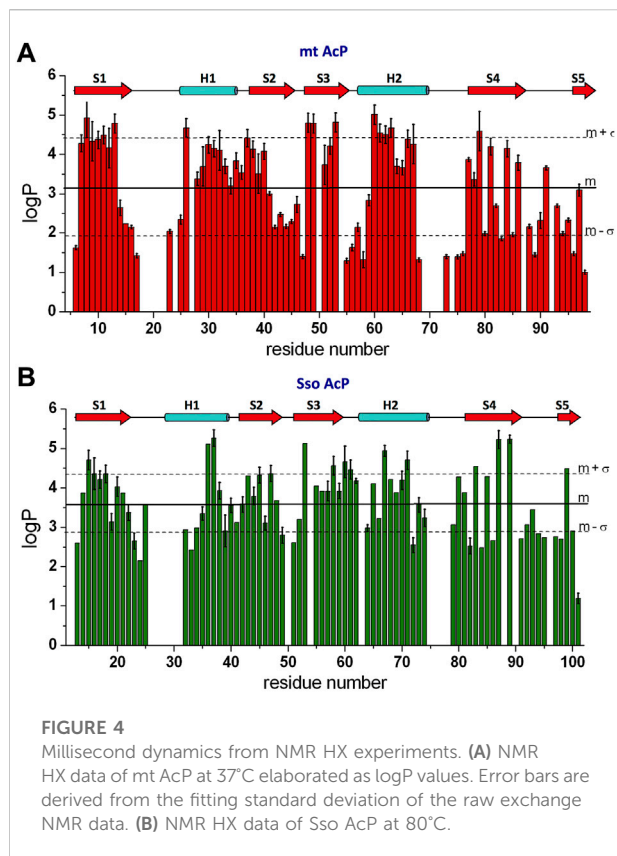 A
mt AcP
S1 H1 S2 S3 H2 S4 S5
6
5
m + σ
4
m
3
m - σ
2
1
0
logP
10 20 30 40 50 60 70 80 90
residue number
B
Sso AcP
S1 H1 S2 S3 H2 S4 S5
6
5
m + σ
4
m
3
m - σ
2
1
0
logP
20 30 40 50 60 70 80 90 100
residue number
FIGURE 4
Millisecond dynamics from NMR HX experiments. (A) NMR
HX data of mt AcP at 37°C elaborated as logP values. Error bars are
derived from the fitting standard deviation of the raw exchange
NMR data. (B) NMR HX data of Sso AcP at 80°C.